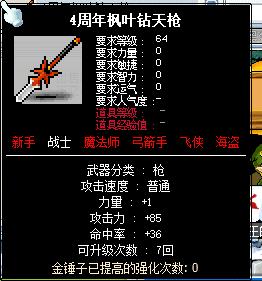 4周年枫叶钻天枪
要求等级: 64
要求力量: 0
要求敏捷: 0
要求智力: 0
要求运气: 0
要求人气度: -
道具等级: -
道具经验值: -
新手 战士 魔法师 弓箭手 飞侠 海盗
武器分类: 枪
攻击速度: 普通
力量: +1
攻击力: +85
命中率: +36
可升级次数: 7回
金锤子已提高的强化次数: 0